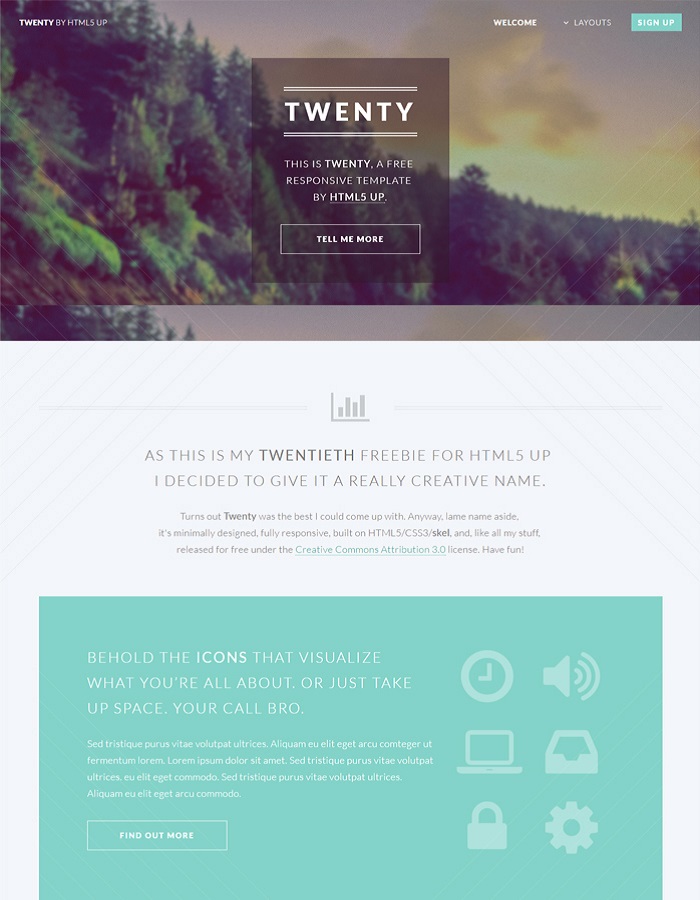 TWENTY BY HTML5 UP
WELCOME
LAYOUTS
SIGN UP
TWENTY
THIS IS TWENTY, A FREE
RESPONSIVE TEMPLATE
BY HTML5 UP.
TELL ME MORE
AS THIS IS MY TWENTIETH FREEBIE FOR HTML5 UP
I DECIDED TO GIVE IT A REALLY CREATIVE NAME.
Turns out Twenty was the best I could come up with. Anyway, lame name aside,
it's minimally designed, fully responsive, built on HTML5/CSS3/skel, and, like all my stuff,
released for free under the Creative Commons Attribution 3.0 license. Have fun!
BEHOLD THE ICONS THAT VISUALIZE
WHAT YOU'RE ALL ABOUT. OR JUST TAKE
UP SPACE. YOUR CALL BRO.
Sed tristique purus vitae volutpat ultrices. Aliquam eu elit eget arcu comteger ut
fermentum lorem. Lorem ipsum dolor sit amet. Sed tristique purus vitae volutpat
ultrices. eu elit eget commodo. Sed tristique purus vitae volutpat ultrices.
Aliquam eu elit eget arcu commodo.
FIND OUT MORE